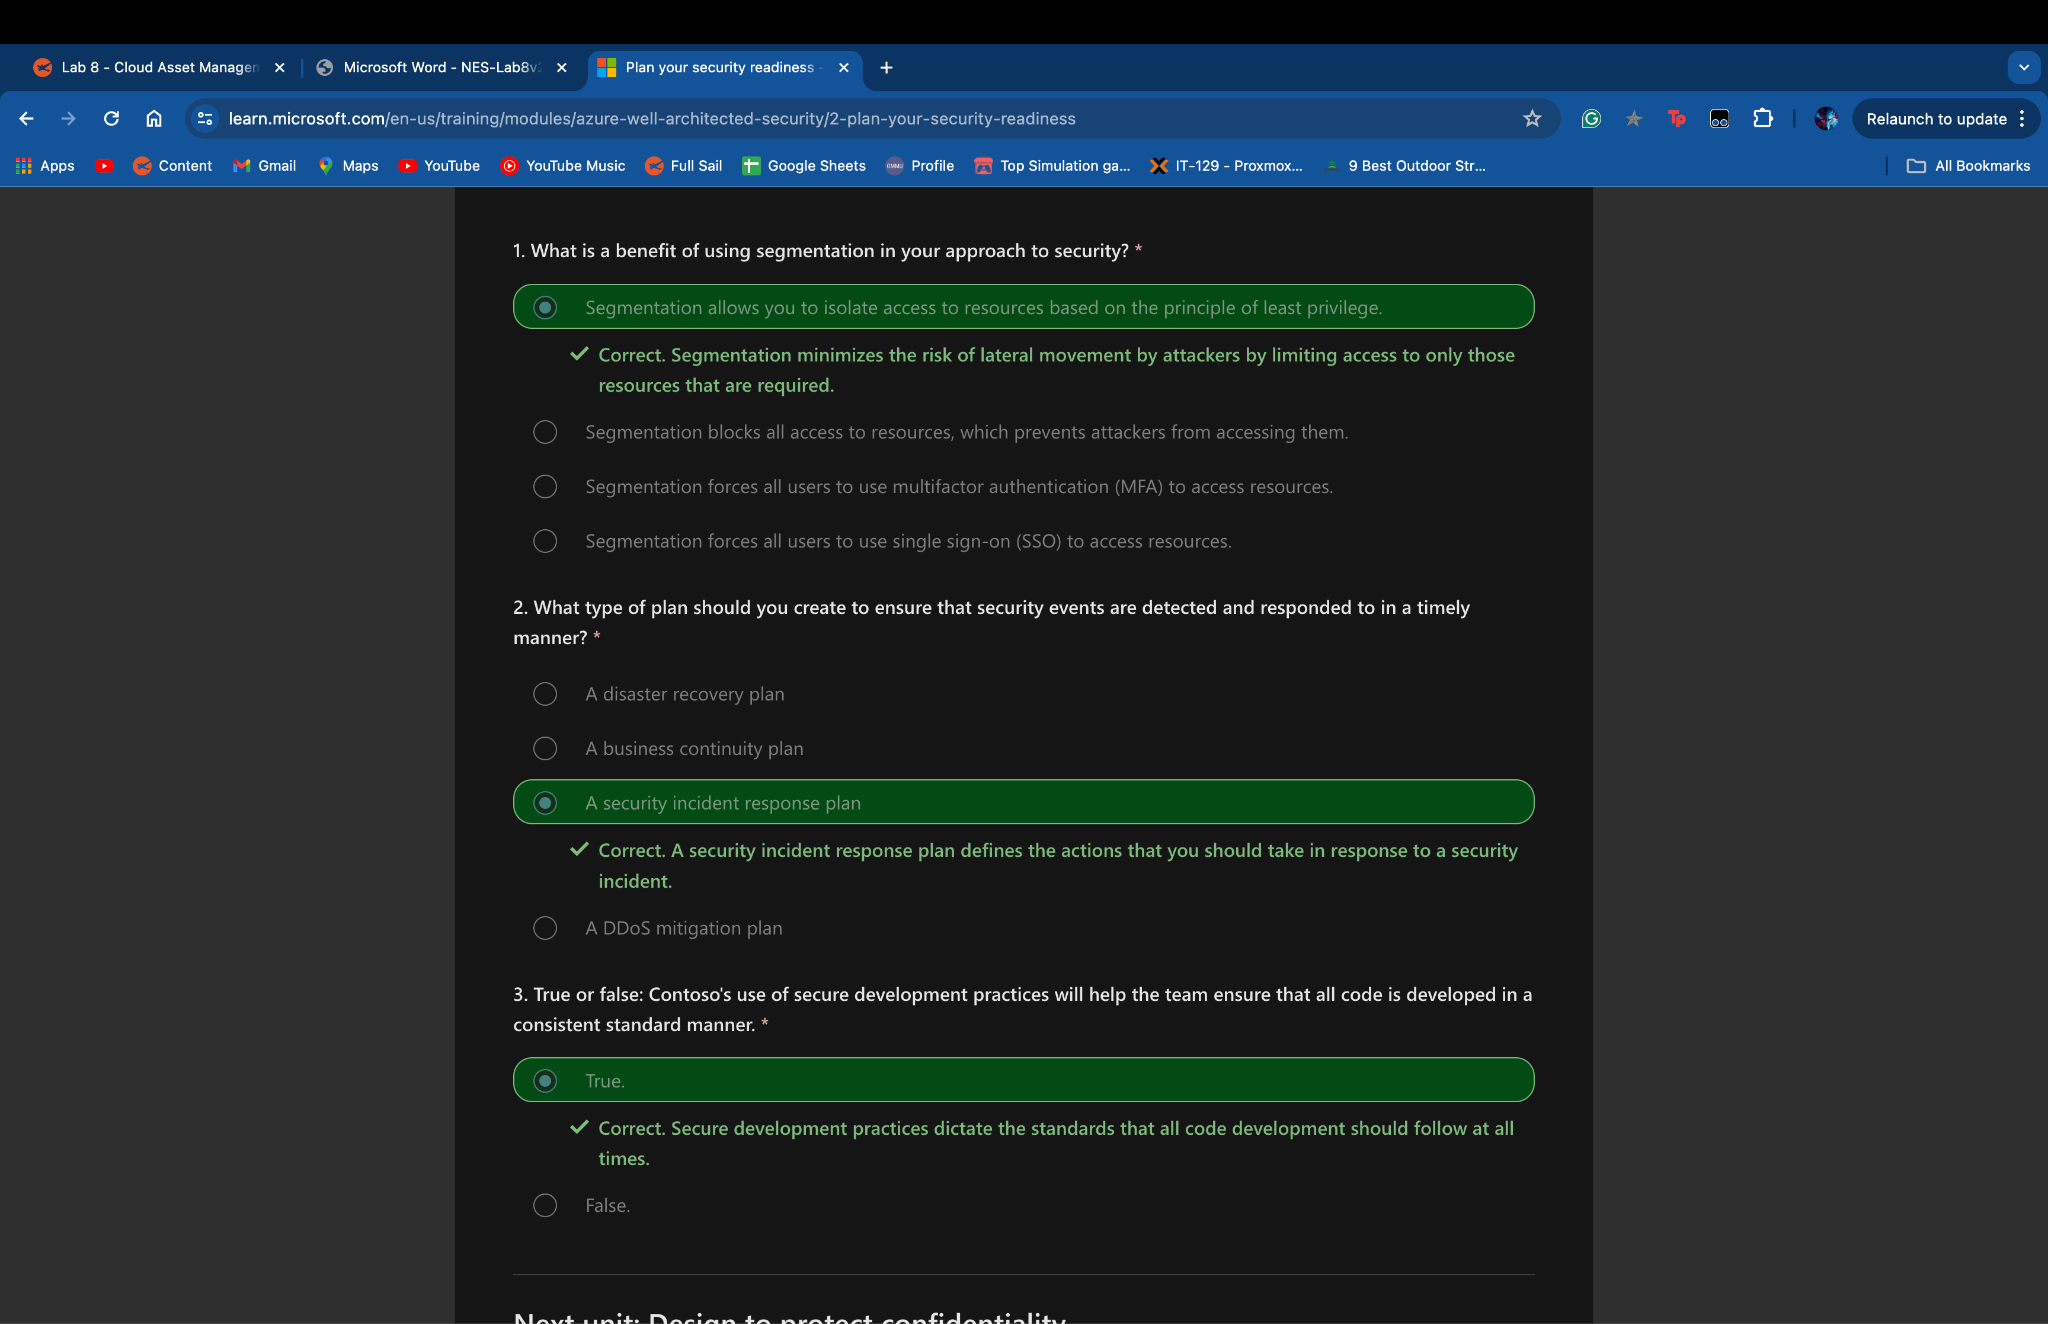 Lab 8 - Cloud Asset Managem
Microsoft Word - NES-Lab8v2
Plan your security readiness -
learn.microsoft.com/en-us/training/modules/azure-well-architected-security/2-plan-your-security-readiness
Tp
Relaunch to update
Apps
Content
Gmail
Maps
YouTube
YouTube Music
Full Sail
Google Sheets
Profile
Top Simulation ga...
IT-129 - Proxmox...
9 Best Outdoor Str...
All Bookmarks
1. What is a benefit of using segmentation in your approach to security? *
Segmentation allows you to isolate access to resources based on the principle of least privilege.
Correct. Segmentation minimizes the risk of lateral movement by attackers by limiting access to only those
resources that are required.
Segmentation blocks all access to resources, which prevents attackers from accessing them.
Segmentation forces all users to use multifactor authentication (MFA) to access resources.
Segmentation forces all users to use single sign-on (SSO) to access resources.
2. What type of plan should you create to ensure that security events are detected and responded to in a timely
manner? *
A disaster recovery plan
A business continuity plan
A security incident response plan
Correct. A security incident response plan defines the actions that you should take in response to a security
incident.
A DDoS mitigation plan
3. True or false: Contoso's use of secure development practices will help the team ensure that all code is developed in a
consistent standard manner. *
True.
Correct. Secure development practices dictate the standards that all code development should follow at all
times.
False.
Next unit: Design to protect confidentiality